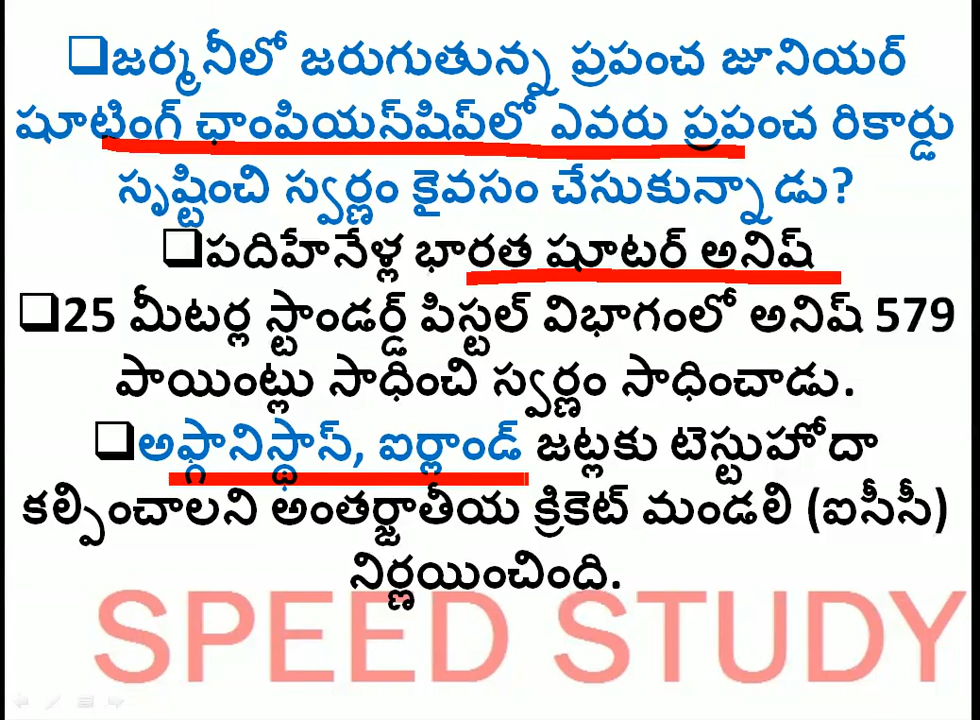 ❑జర్మనీలో జరుగుతున్న ప్రపంచ జూనియర్
షూటింగ్ ఛాంపియన్‌షిప్‌లో ఎవరు ప్రపంచ రికార్డు
సృష్టించి స్వర్ణం కైవసం చేసుకున్నాడు?
❑పదిహేనేళ్ల భారత షూటర్ అనిష్
❑25 మీటర్ల స్టాండర్డ్ పిస్టల్ విభాగంలో అనిష్ 579
పాయింట్లు సాధించి స్వర్ణం సాధించాడు.
❑అఫ్గానిస్థాన్, ఐర్లాండ్ జట్లకు టెస్టుహోదా
కల్పించాలని అంతర్జాతీయ క్రికెట్ మండలి (ఐసీసీ)
నిర్ణయించింది.
SPEED STUDY